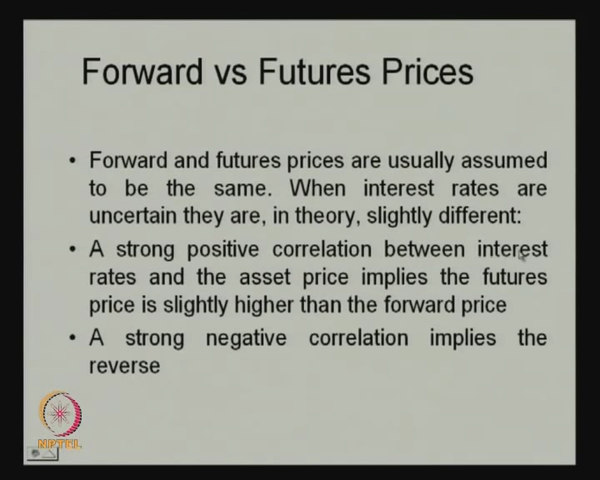 Forward vs Futures Prices
• Forward and futures prices are usually assumed
to be the same. When interest rates are
uncertain they are, in theory, slightly different:
• A strong positive correlation between interest
rates and the asset price implies the futures
price is slightly higher than the forward price
• A strong negative correlation implies the
reverse
NPTEL